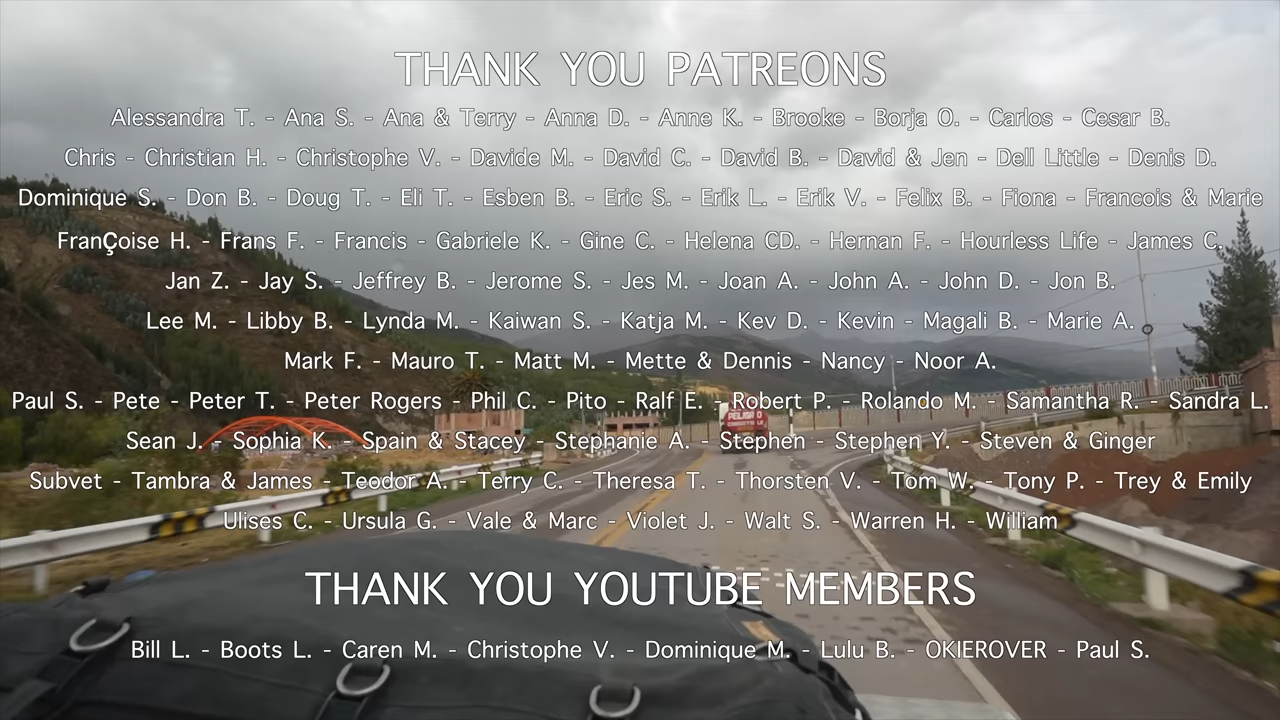 THANK YOU PATREONS
Alessandra T. - Ana S. - Ana & Terry - Anna D. - Anne K. - Brooke - Borja O. - Carlos - Cesar B.
Chris - Christian H. - Christophe V. - Davide M. - David C. - David B. - David & Jen - Dell Little - Denis D.
Dominique S. - Don B. - Doug T. - Eli T. - Esben B. - Eric S. - Erik L. - Erik V. - Felix B. - Fiona - Francois & Marie
FranÇoise H. - Frans F. - Francis - Gabriele K. - Gine C. - Helena CD. - Hernan F. - Hourless Life - James C.
Jan Z. - Jay S. - Jeffrey B. - Jerome S. - Jes M. - Joan A. - John A. - John D. - Jon B.
Lee M. - Libby B. - Lynda M. - Kaiwan S. - Katja M. - Kev D. - Kevin - Magali B. - Marie A.
Mark F. - Mauro T. - Matt M. - Mette & Dennis - Nancy - Noor A.
Paul S. - Pete - Peter T. - Peter Rogers - Phil C. - Pito - Ralf E. - Robert P. - Rolando M. - Samantha R. - Sandra L.
PELIGRO
Sean J. - Sophia K. - Spain & Stacey - Stephanie A. - Stephen - Stephen Y. - Steven & Ginger
Subvet - Tambra & James - Teodor A. - Terry C. - Theresa T. - Thorsten V. - Tom W. - Tony P. - Trey & Emily
Ulises C. - Ursula G. - Vale & Marc - Violet J. - Walt S. - Warren H. - William
THANK YOU YOUTUBE MEMBERS
Bill L. - Boots L. - Caren M. - Christophe V. - Dominique M. - Lulu B. - OKIEROVER - Paul S.